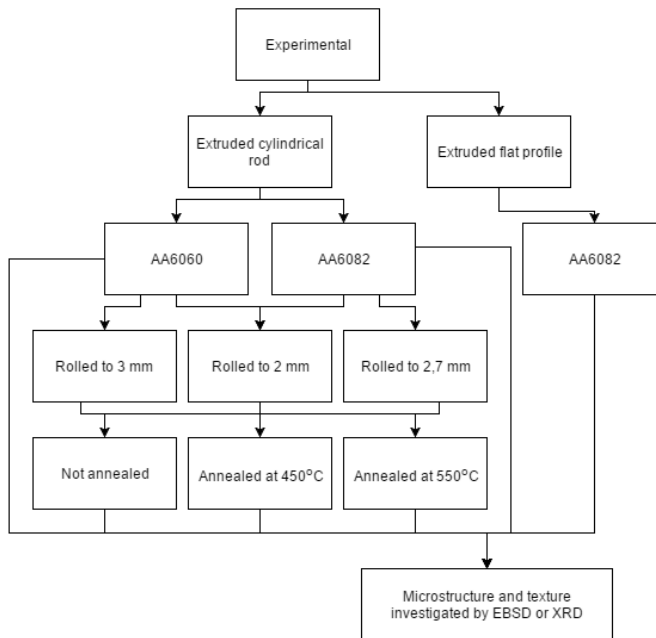 Experimental
Extruded cylindrical
rod
Extruded flat profile
AA6060
AA6082
AA6082
Rolled to 3 mm
Rolled to 2 mm
Rolled to 2,7 mm
Not annealed
Annealed at 450°C
Annealed at 550°C
Microstructure and texture
investigated by EBSD or XRD